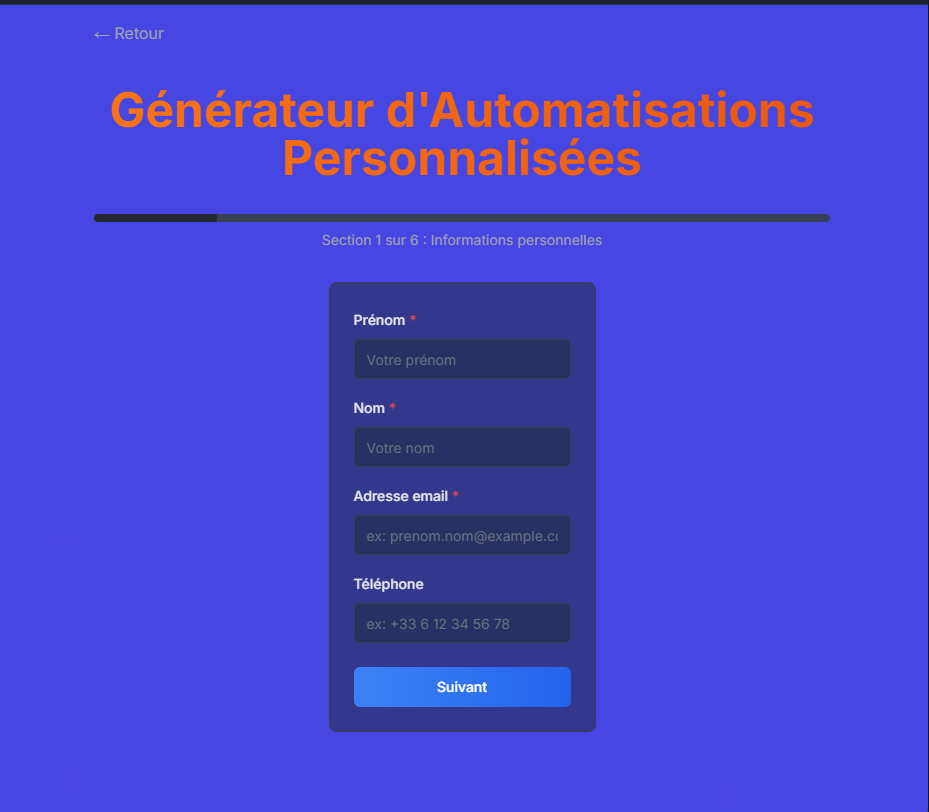 ← Retour
Générateur d'Automatisations
Personnalisées
Section 1 sur 6 : Informations personnelles
Prénom *
Votre prénom
Nom *
Votre nom
Adresse email *
ex: prenom.nom@example.c
Téléphone
ex: +33 6 12 34 56 78
Suivant